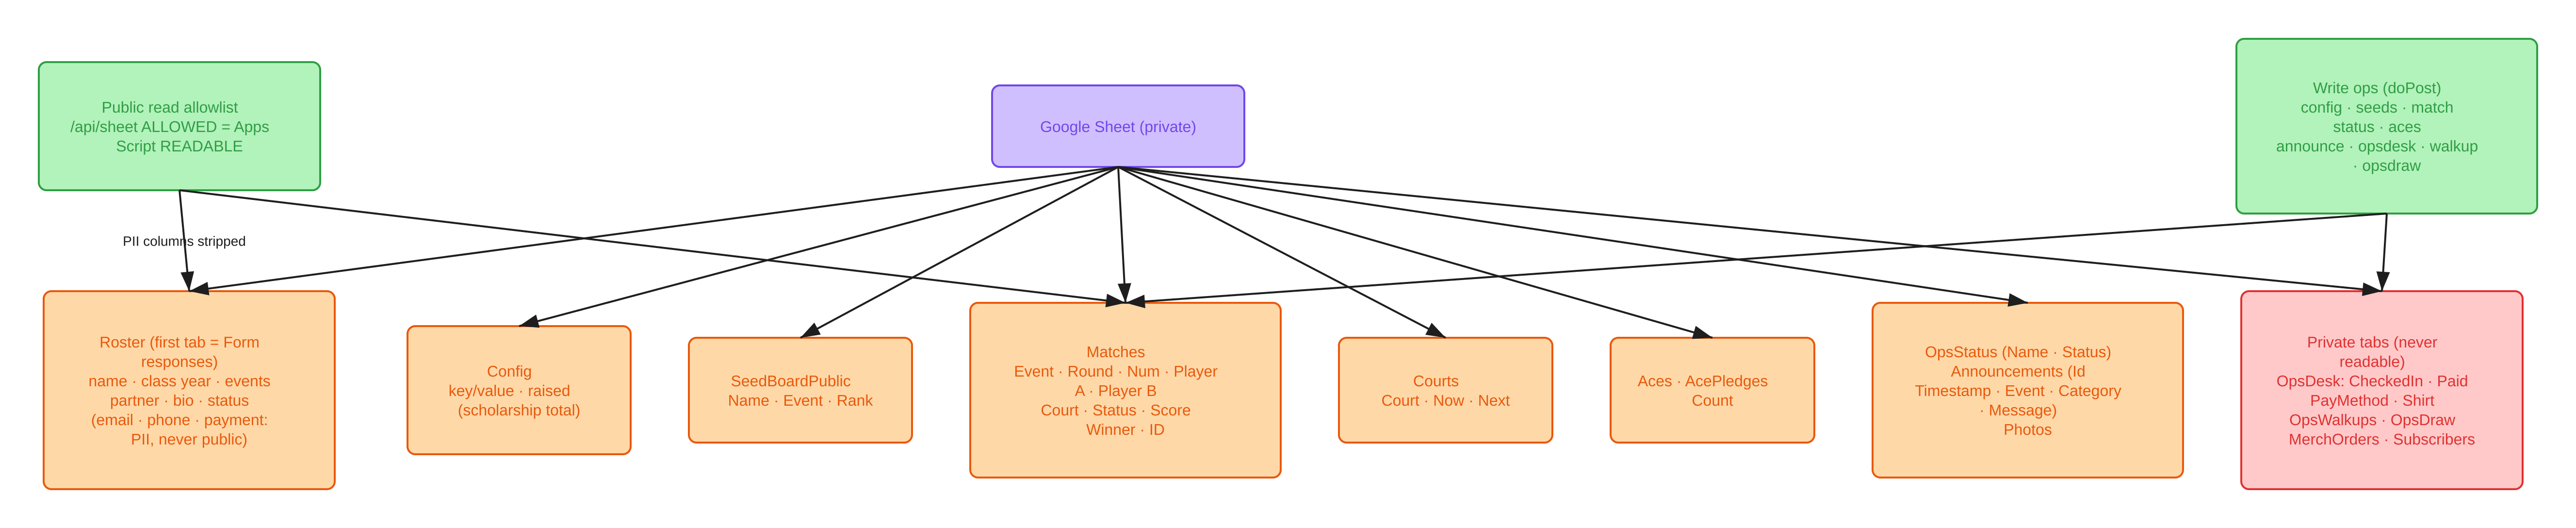 Public read allowlist
/api/sheet ALLOWED = Apps
Script READABLE
Google Sheet (private)
Write ops (doPost)
config · seeds · match
status · aces
announce · opsdesk · walkup
· opsdraw
PII columns stripped
Roster (first tab = Form
responses)
name · class year · events
partner · bio · status
(email · phone · payment:
PII, never public)
Config
key/value · raised
(scholarship total)
SeedBoardPublic
Name · Event · Rank
Matches
Event · Round · Num · Player
A · Player B
Court · Status · Score
Winner · ID
Courts
Court · Now · Next
Aces · AcePledges
Count
OpsStatus (Name · Status)
Announcements (Id
Timestamp · Event · Category
· Message)
Photos
Private tabs (never
readable)
OpsDesk: CheckedIn · Paid
PayMethod · Shirt
OpsWalkups · OpsDraw
MerchOrders · Subscribers